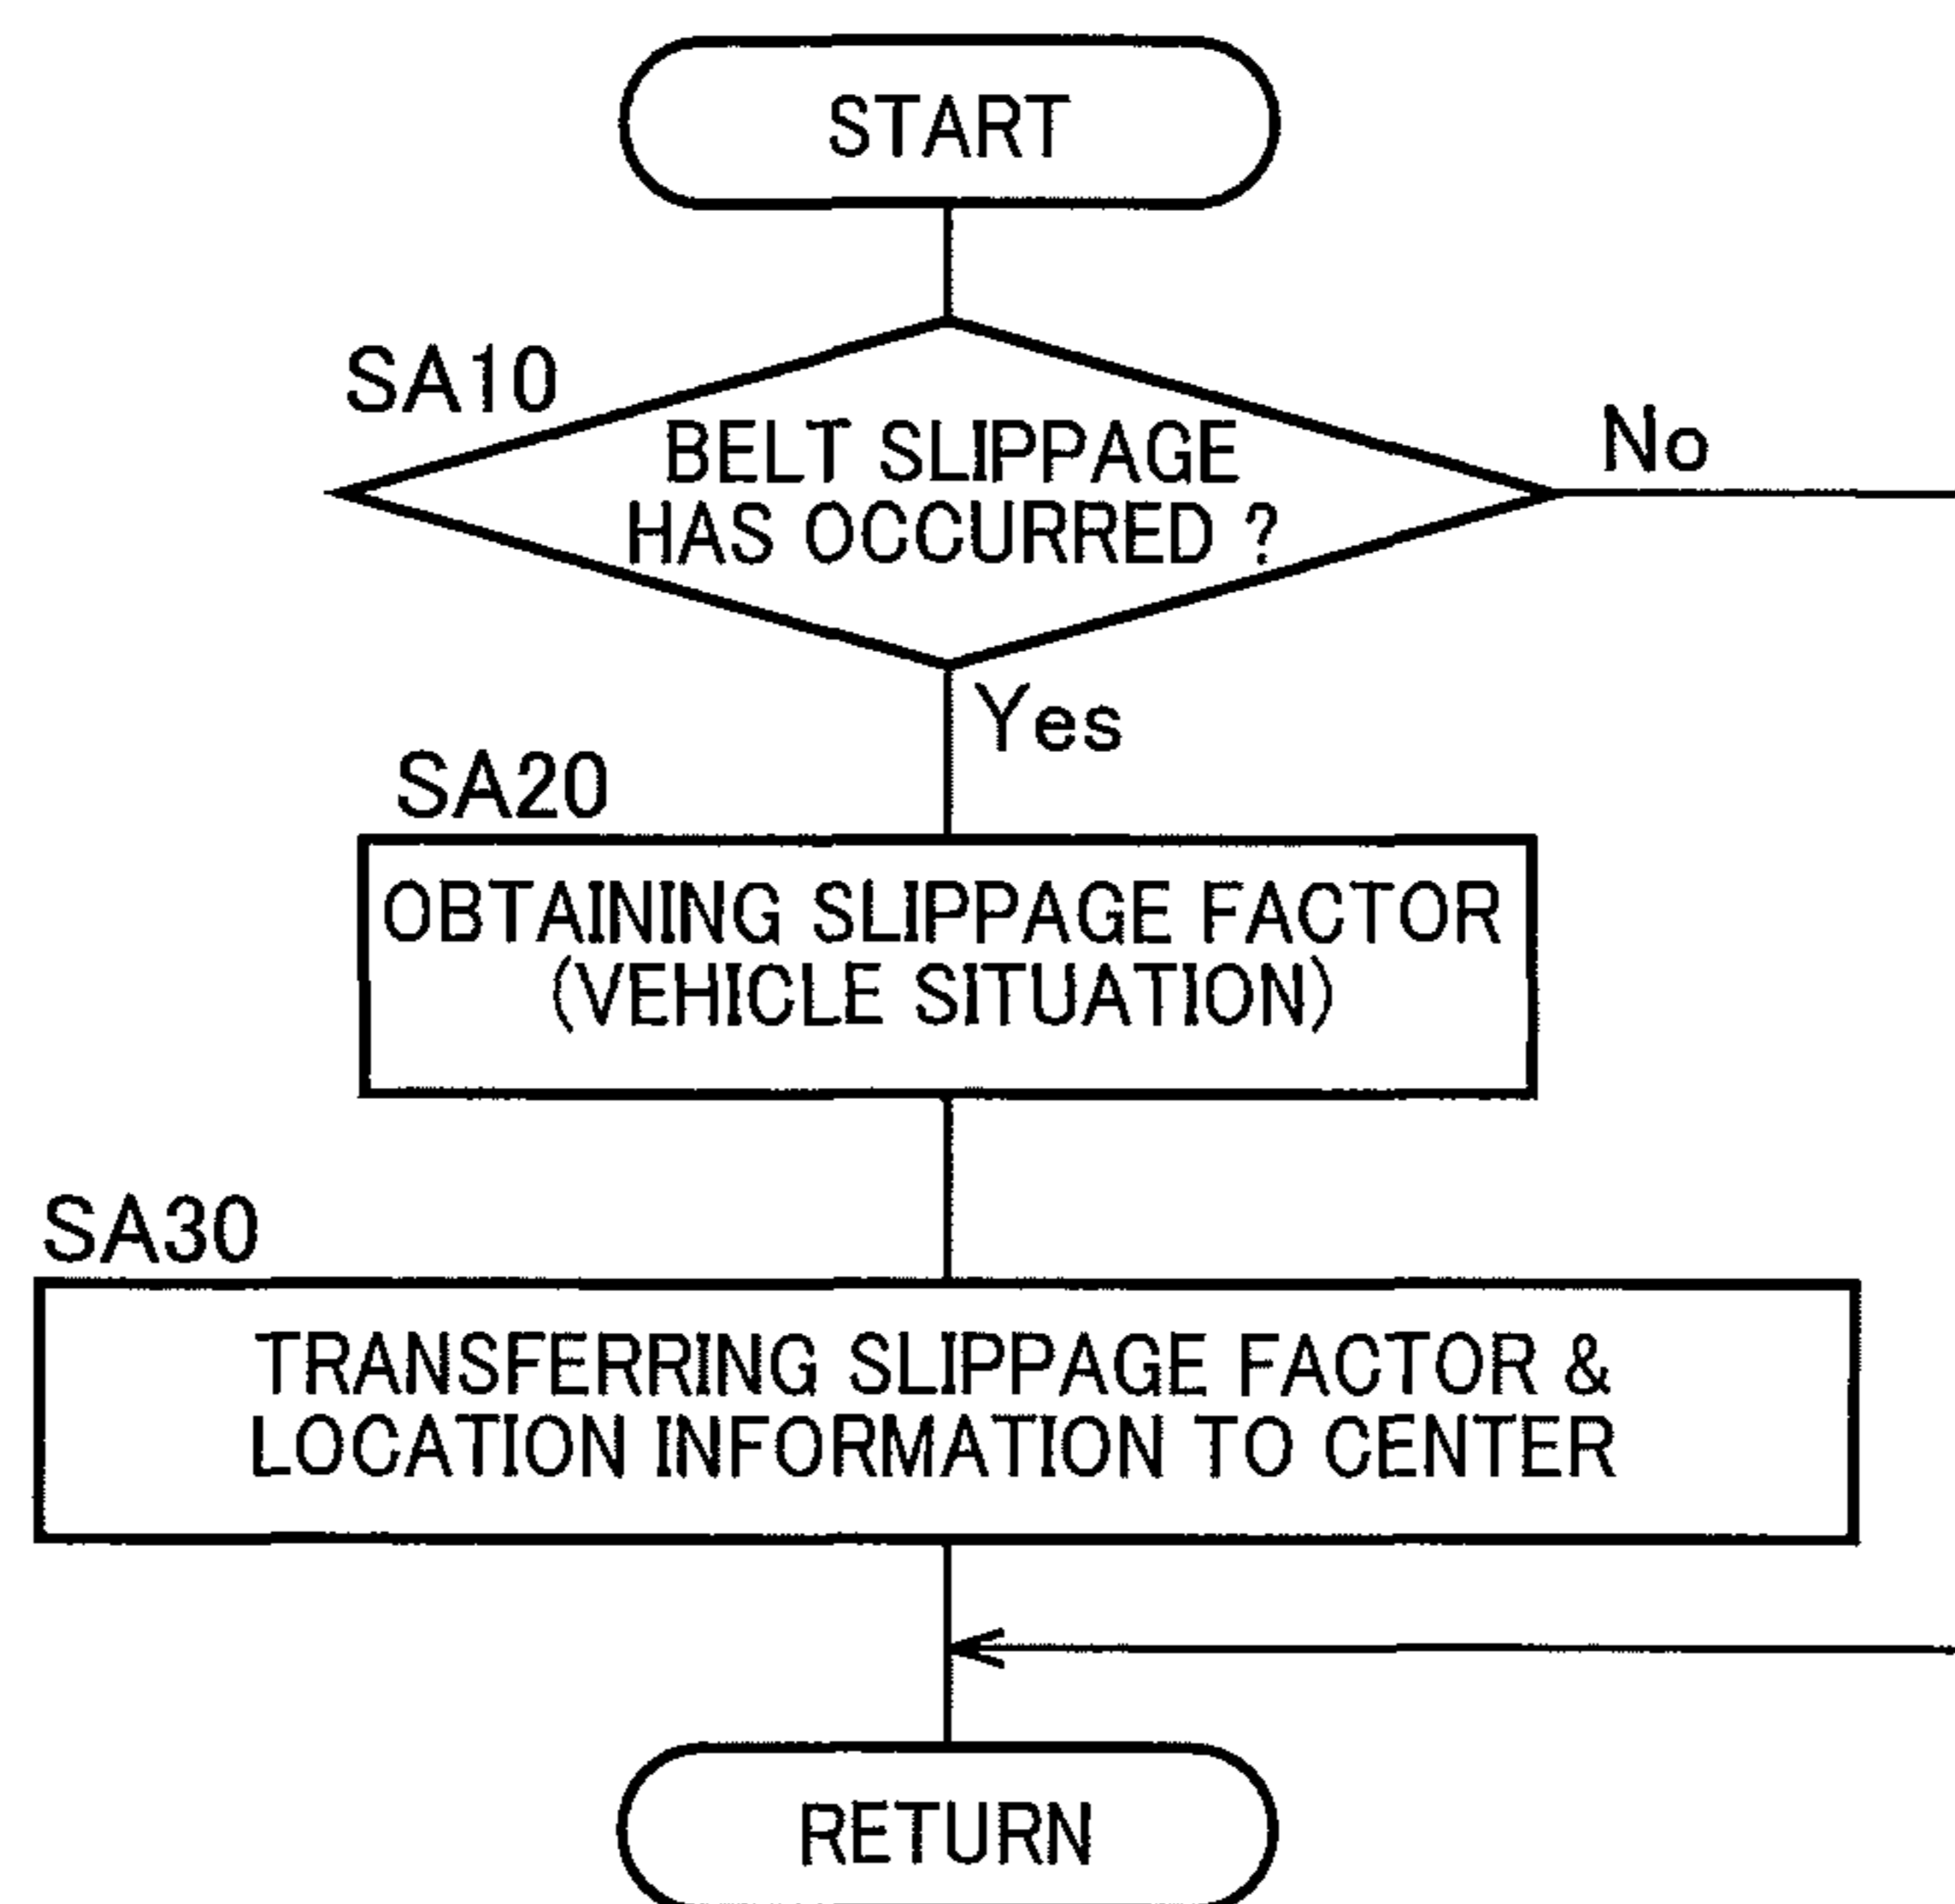 START
SA10
BELT SLIPPAGE
HAS OCCURRED ?
No
Yes
SA20
OBTAINING SLIPPAGE FACTOR
(VEHICLE SITUATION)
SA30
TRANSFERRING SLIPPAGE FACTOR &
LOCATION INFORMATION TO CENTER
RETURN